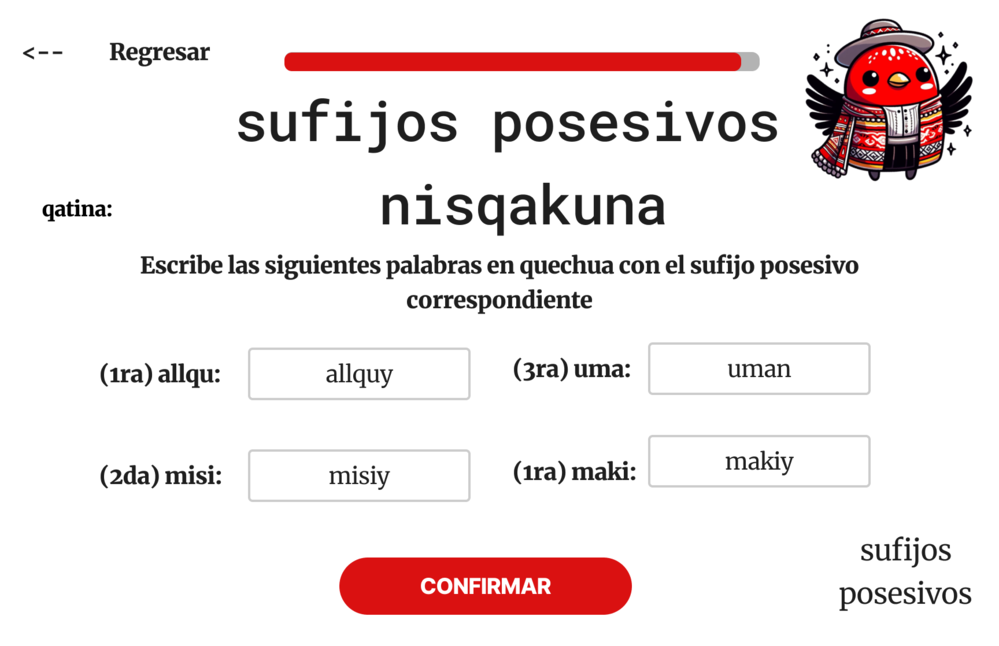 <-- Regresar
sufijos posesivos
nisqakuna
qatina:
Escribe las siguientes palabras en quechua con el sufijo posesivo
correspondiente
(1ra) allqu: allquy
(3ra) uma: uman
(2da) misi: misiy
(1ra) maki: makiy
CONFIRMAR
sufijos
posesivos